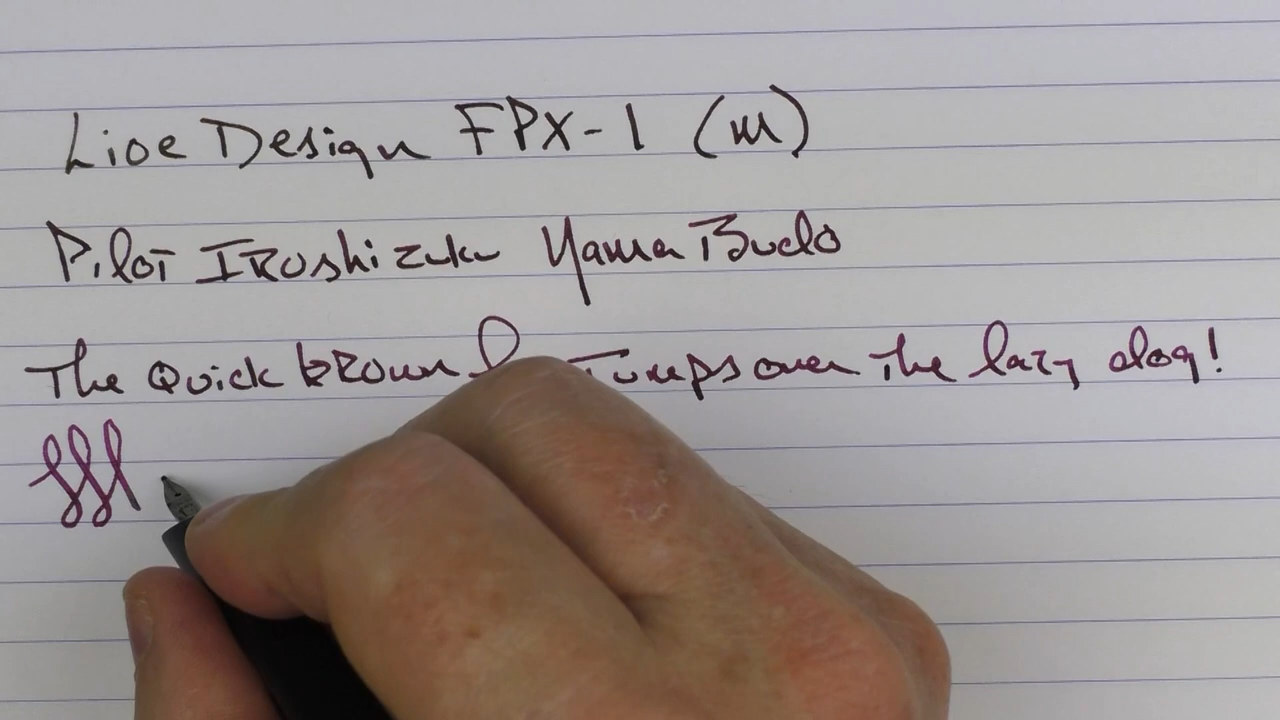 Lioe Design FPX-1 (m)
Pilot Iroshizuku Yama Budo
The Quick brown Jumps over The lazy dog!